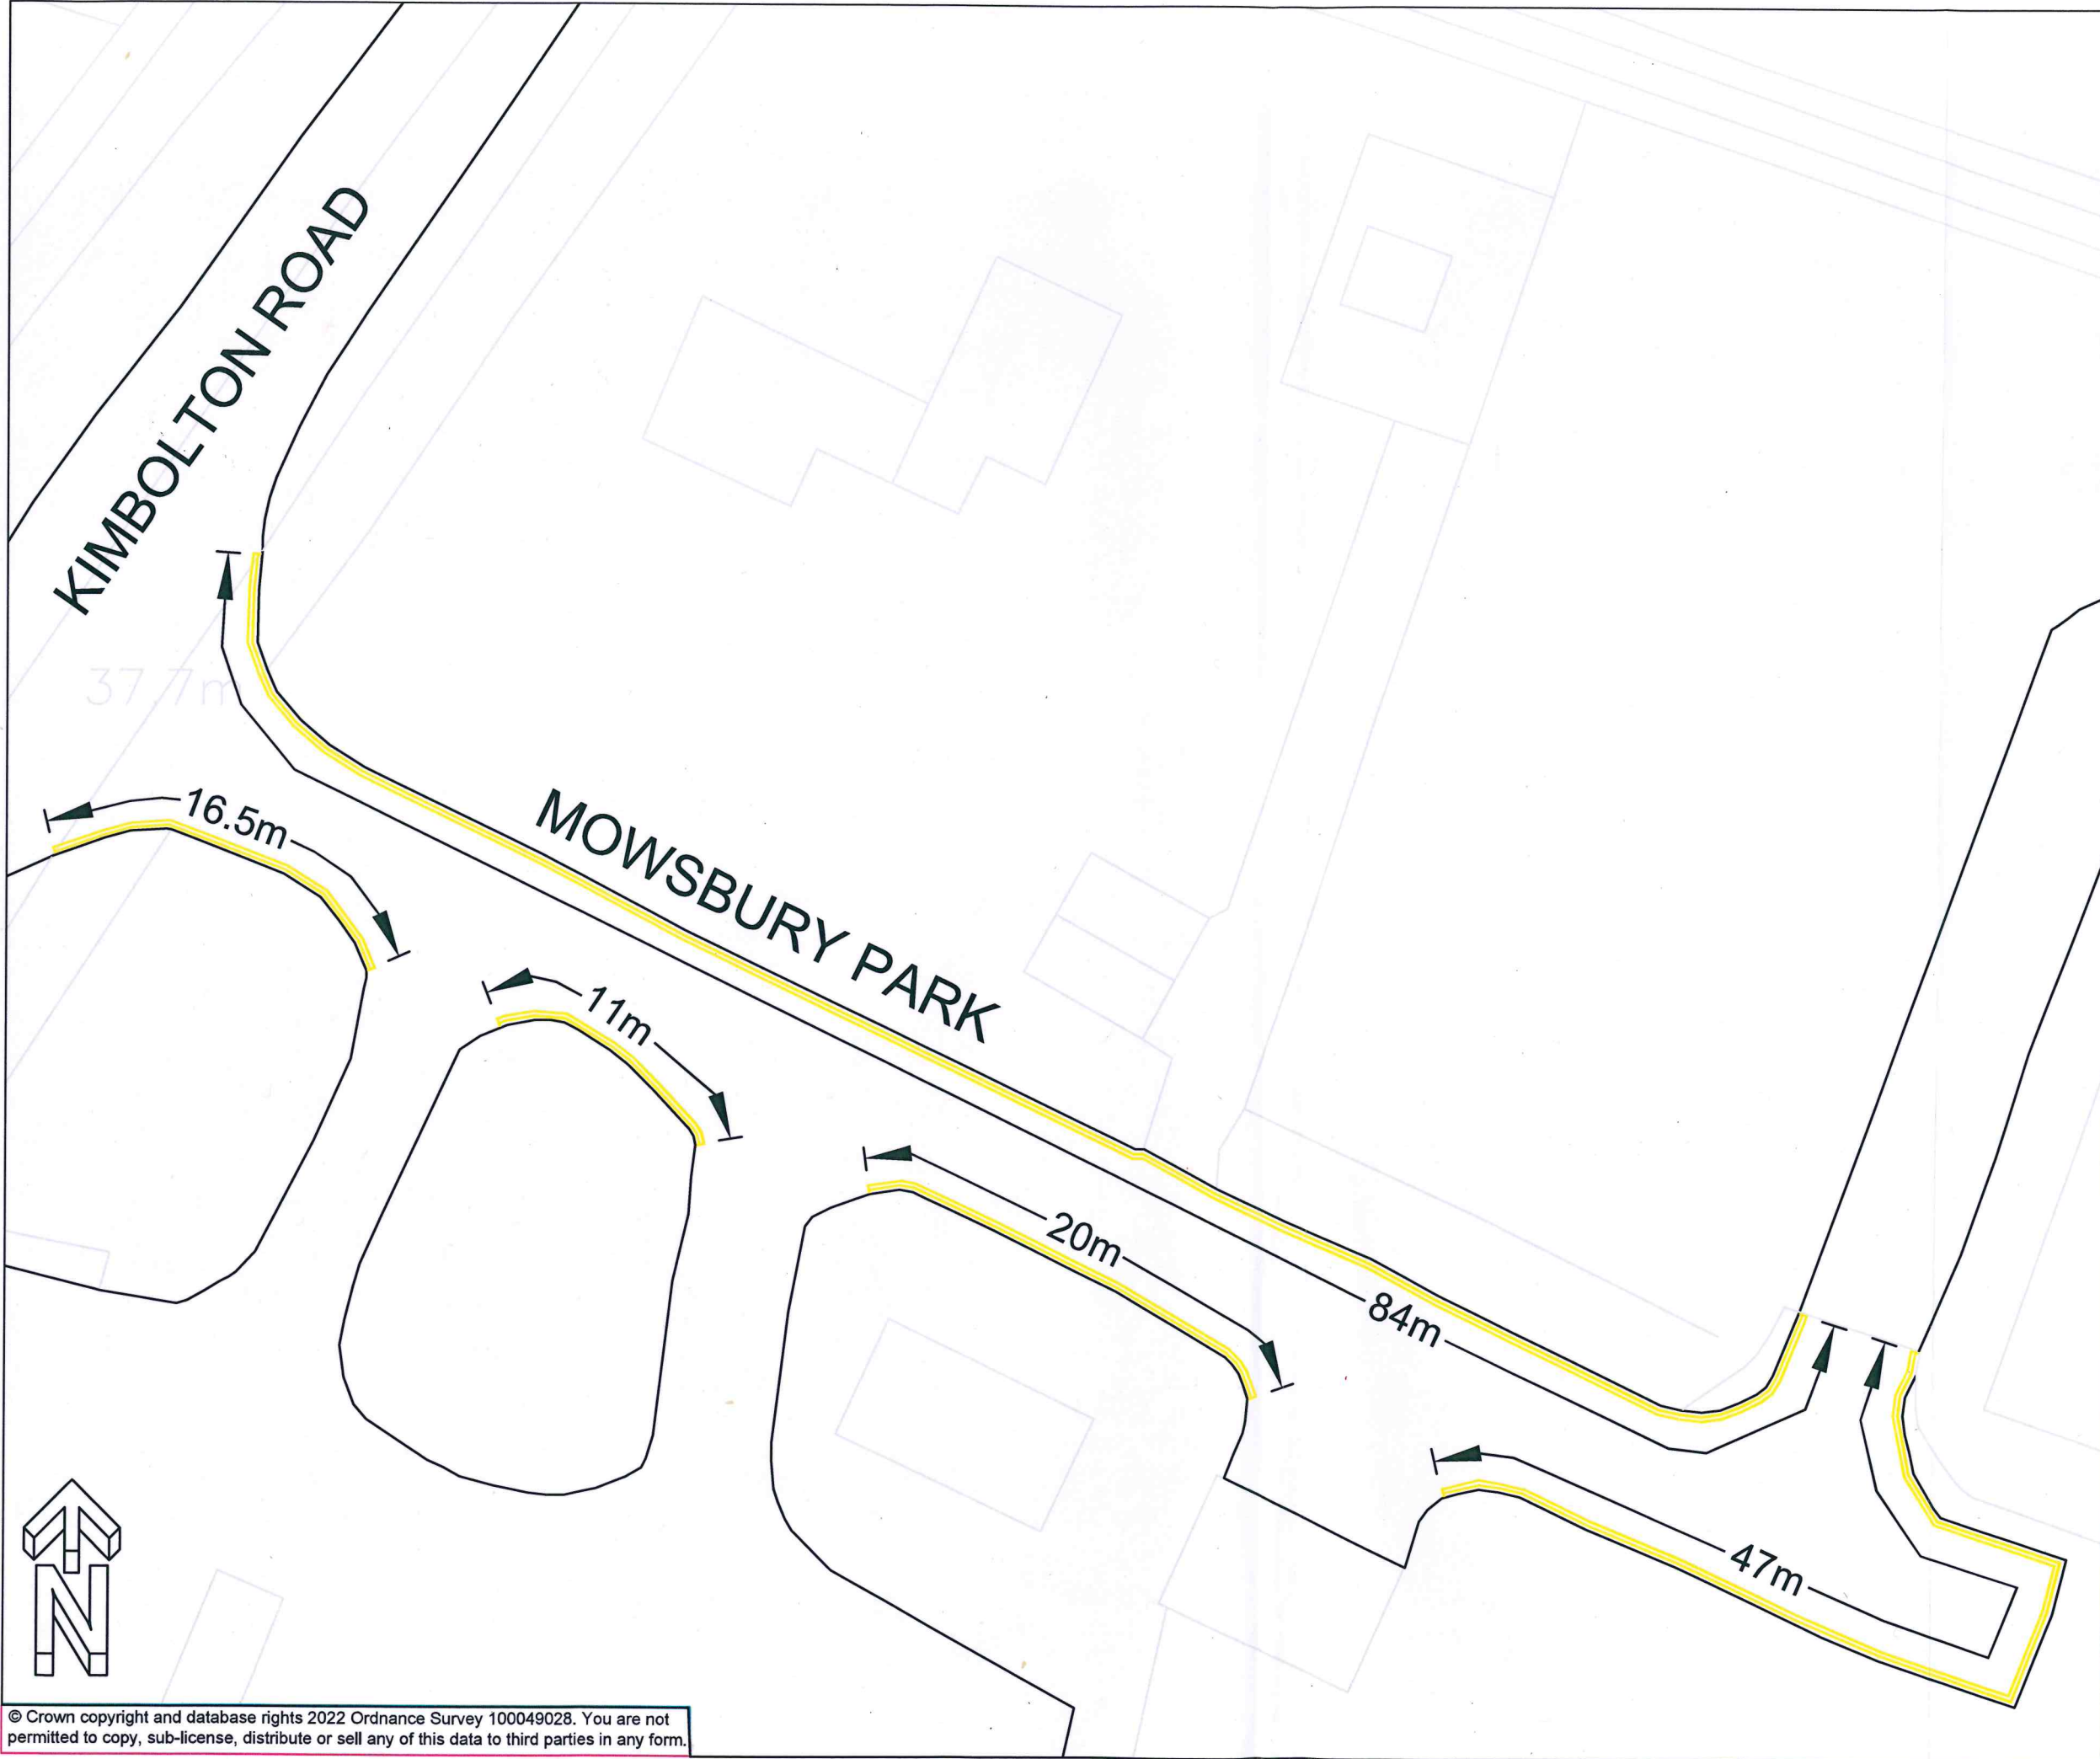 KIMBOLTON ROAD
37.7m
16.5m
MOWSBURY PARK
11m
20m
84m
47m
N
© Crown copyright and database rights 2022 Ordnance Survey 100049028. You are not
permitted to copy, sub-license, distribute or sell any of this data to third parties in any form.